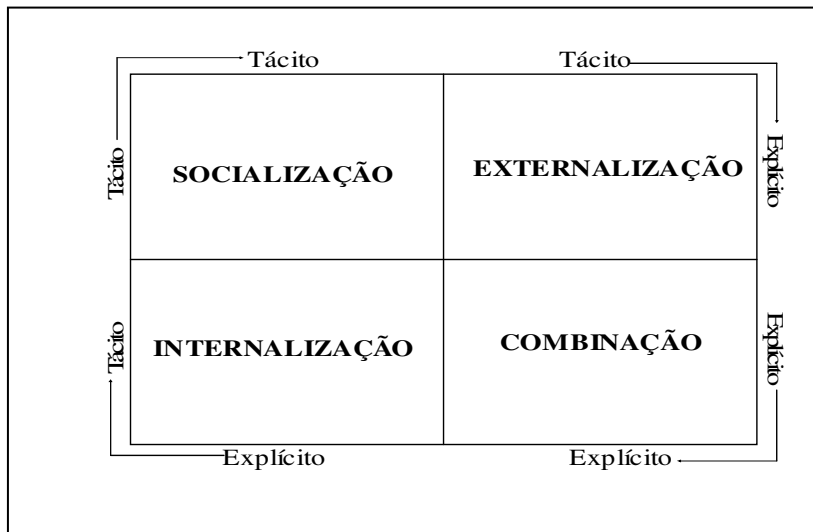 Tácito
Tácito
Tácito
SOCIALIZAÇÃO
EXTERNALIZAÇÃO
Explícito
Tácito
INTERNALIZAÇÃO
COMBINAÇÃO
Explícito
Explícito
Explícito